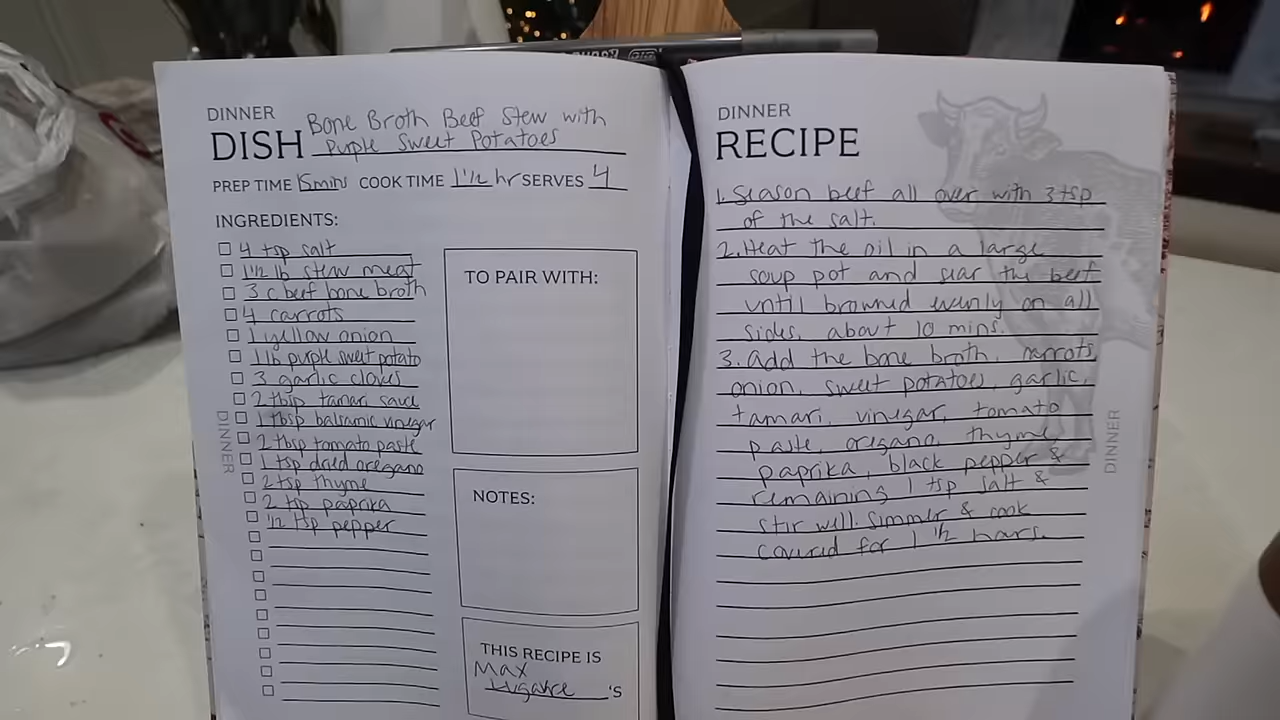 DINNER
DISH Bone Broth Beef Stew with
Purple Sweet Potatoes
PREP TIME 15mins COOK TIME 1 1/2 hr SERVES 4
INGREDIENTS:
4 tsp salt
1 1/2 lb stew meat
3 c beef bone broth
4 carrots
1 yellow onion
1 lb purple sweet potato
3 garlic cloves
2 tbsp tamari sauce
1 tbsp balsamic vinegar
2 tbsp tomato paste
1 tsp dried oregano
2 tsp thyme
2 tsp paprika
1/2 tsp pepper
DINNER
TO PAIR WITH:
NOTES:
THIS RECIPE IS
Max
'S
DINNER
RECIPE
1. Season beef all over with 3 tsp
of the salt.
2. Heat the oil in a large
soup pot and sear the beef
until browned evenly on all
sides, about 10 mins.
3. Add the bone broth, carrots,
onion, sweet potatoes, garlic,
tamari, vinegar, tomato
paste, oregano, thyme,
paprika, black pepper &
remaining 1 tsp salt &
stir well. Simmer & cook
covered for 1 1/2 hours.
DINNER